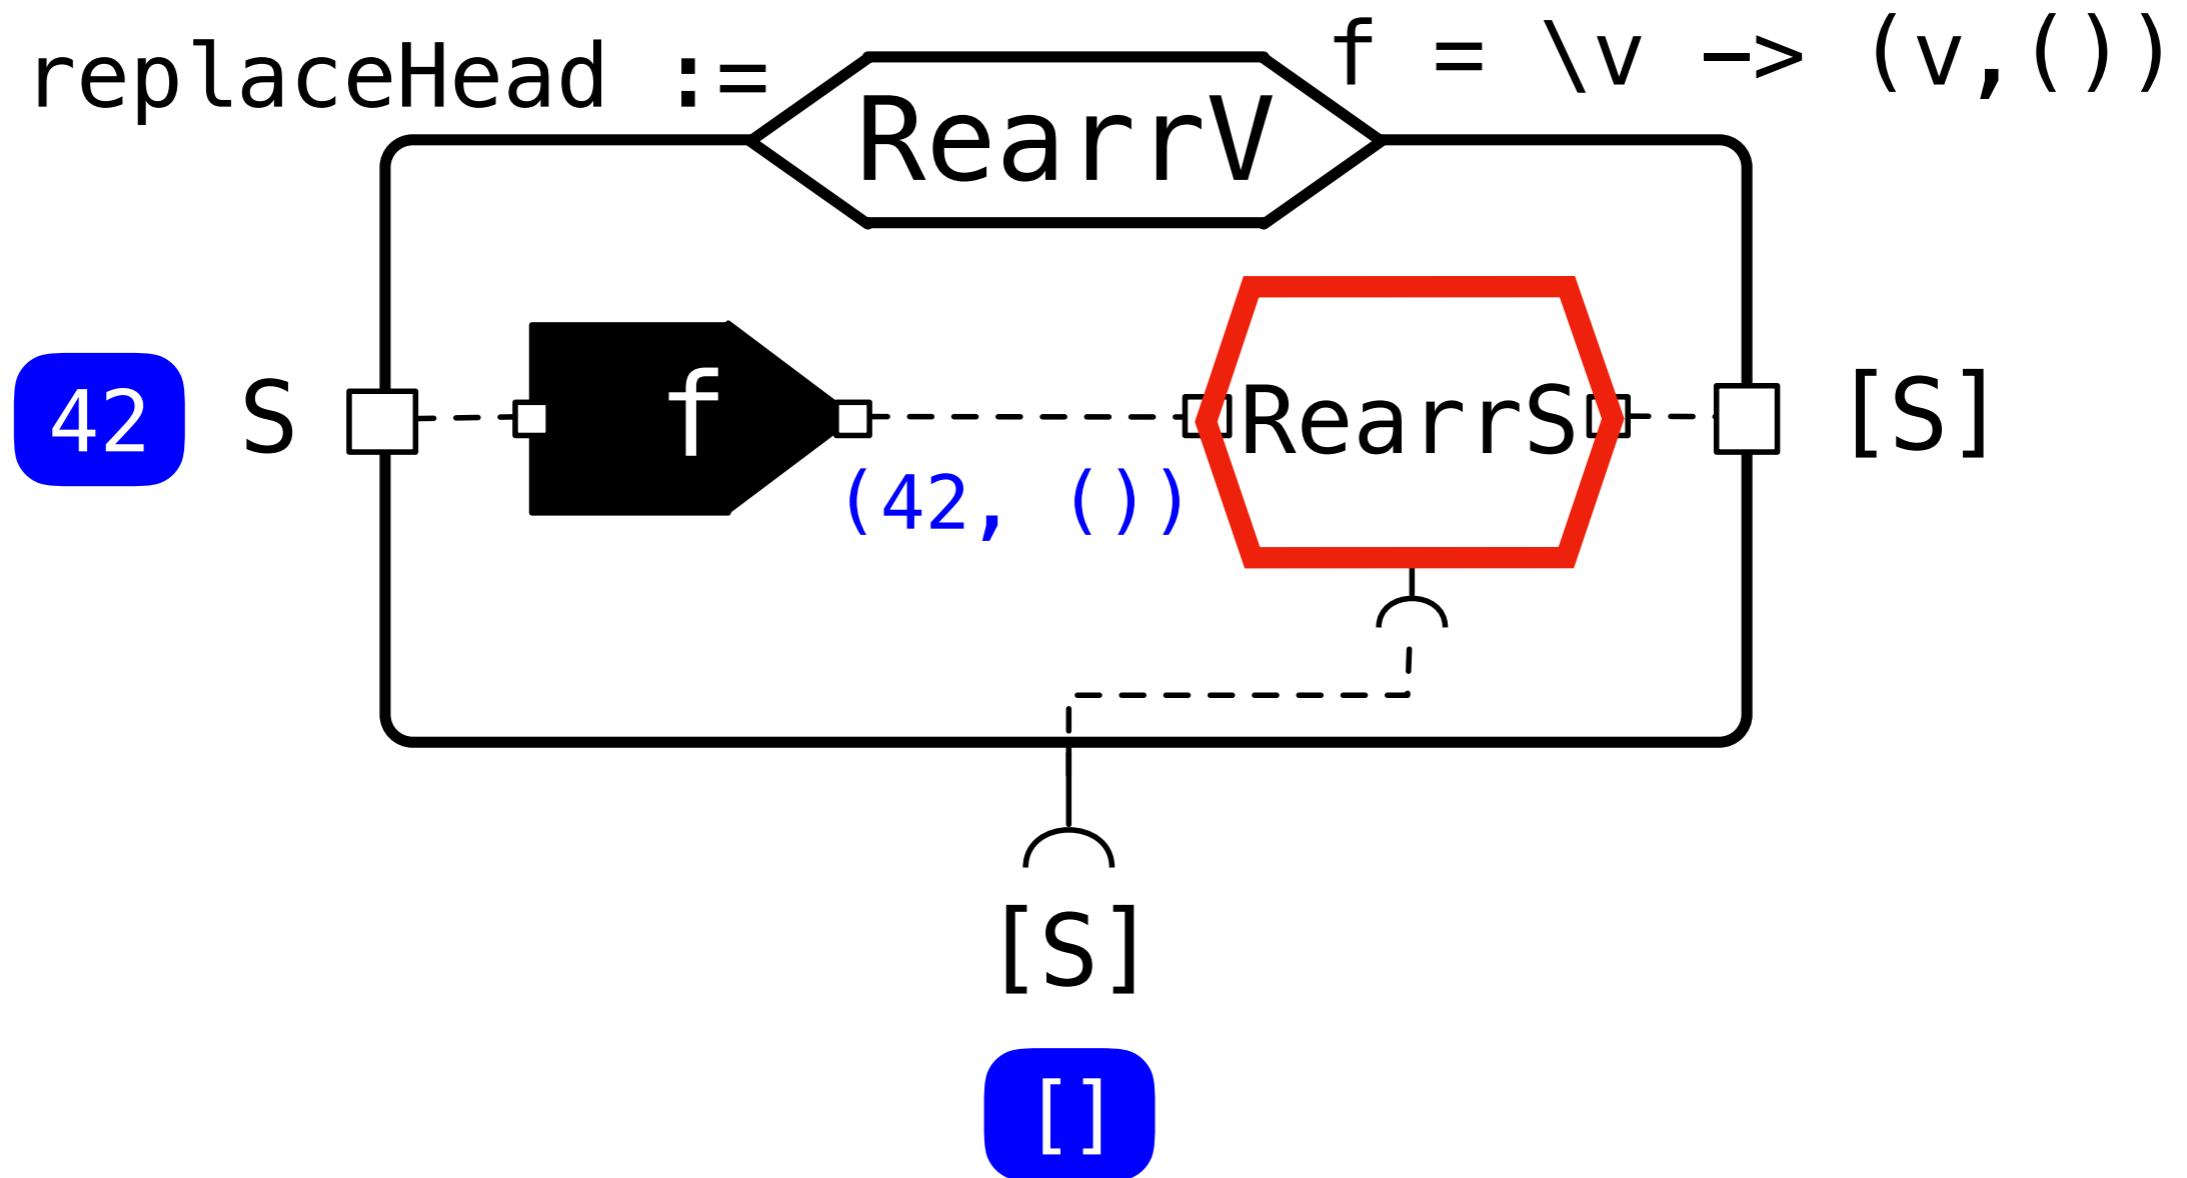 replaceHead :=
f = \v -> (v,())
RearrV
42
S
f
(42, ())
RearrS
[S]
[S]
[]